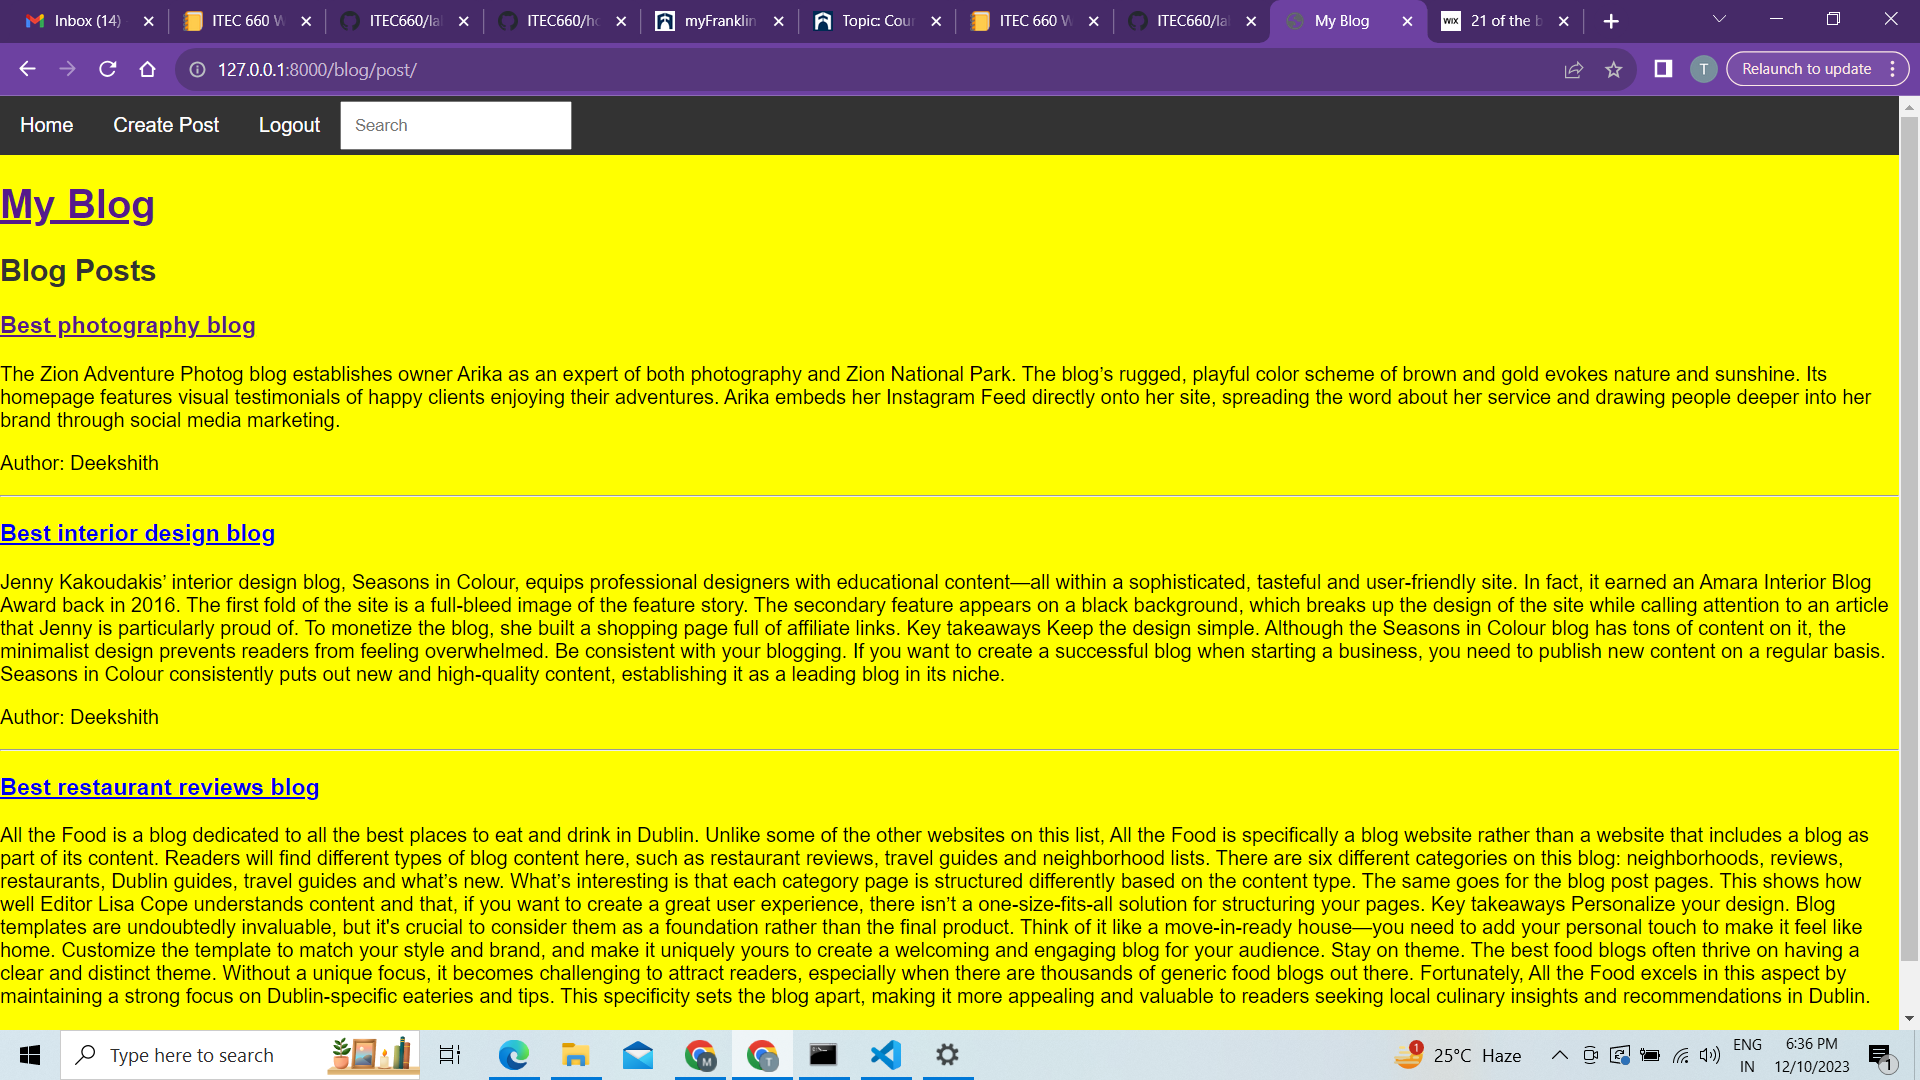 Inbox (14)
ITEC 660 W
ITEC660/la
ITEC660/ho
myFranklin
Topic: Cour
ITEC 660 W
ITEC660/la
My Blog
WIX
21 of the b
127.0.0.1:8000/blog/post/
T
Relaunch to update
Home
Create Post
Logout
Search
My Blog
Blog Posts
Best photography blog
The Zion Adventure Photog blog establishes owner Arika as an expert of both photography and Zion National Park. The blog’s rugged, playful color scheme of brown and gold evokes nature and sunshine. Its
homepage features visual testimonials of happy clients enjoying their adventures. Arika embeds her Instagram Feed directly onto her site, spreading the word about her service and drawing people deeper into her
brand through social media marketing.
Author: Deekshith
Best interior design blog
Jenny Kakoudakis’ interior design blog, Seasons in Colour, equips professional designers with educational content—all within a sophisticated, tasteful and user-friendly site. In fact, it earned an Amara Interior Blog
Award back in 2016. The first fold of the site is a full-bleed image of the feature story. The secondary feature appears on a black background, which breaks up the design of the site while calling attention to an article
that Jenny is particularly proud of. To monetize the blog, she built a shopping page full of affiliate links. Key takeaways Keep the design simple. Although the Seasons in Colour blog has tons of content on it, the
minimalist design prevents readers from feeling overwhelmed. Be consistent with your blogging. If you want to create a successful blog when starting a business, you need to publish new content on a regular basis.
Seasons in Colour consistently puts out new and high-quality content, establishing it as a leading blog in its niche.
Author: Deekshith
Best restaurant reviews blog
All the Food is a blog dedicated to all the best places to eat and drink in Dublin. Unlike some of the other websites on this list, All the Food is specifically a blog website rather than a website that includes a blog as
part of its content. Readers will find different types of blog content here, such as restaurant reviews, travel guides and neighborhood lists. There are six different categories on this blog: neighborhoods, reviews,
restaurants, Dublin guides, travel guides and what’s new. What’s interesting is that each category page is structured differently based on the content type. The same goes for the blog post pages. This shows how
well Editor Lisa Cope understands content and that, if you want to create a great user experience, there isn’t a one-size-fits-all solution for structuring your pages. Key takeaways Personalize your design. Blog
templates are undoubtedly invaluable, but it's crucial to consider them as a foundation rather than the final product. Think of it like a move-in-ready house—you need to add your personal touch to make it feel like
home. Customize the template to match your style and brand, and make it uniquely yours to create a welcoming and engaging blog for your audience. Stay on theme. The best food blogs often thrive on having a
clear and distinct theme. Without a unique focus, it becomes challenging to attract readers, especially when there are thousands of generic food blogs out there. Fortunately, All the Food excels in this aspect by
maintaining a strong focus on Dublin-specific eateries and tips. This specificity sets the blog apart, making it more appealing and valuable to readers seeking local culinary insights and recommendations in Dublin.
Type here to search
M
T
1
25°C Haze
ENG
IN
6:36 PM
12/10/2023
1